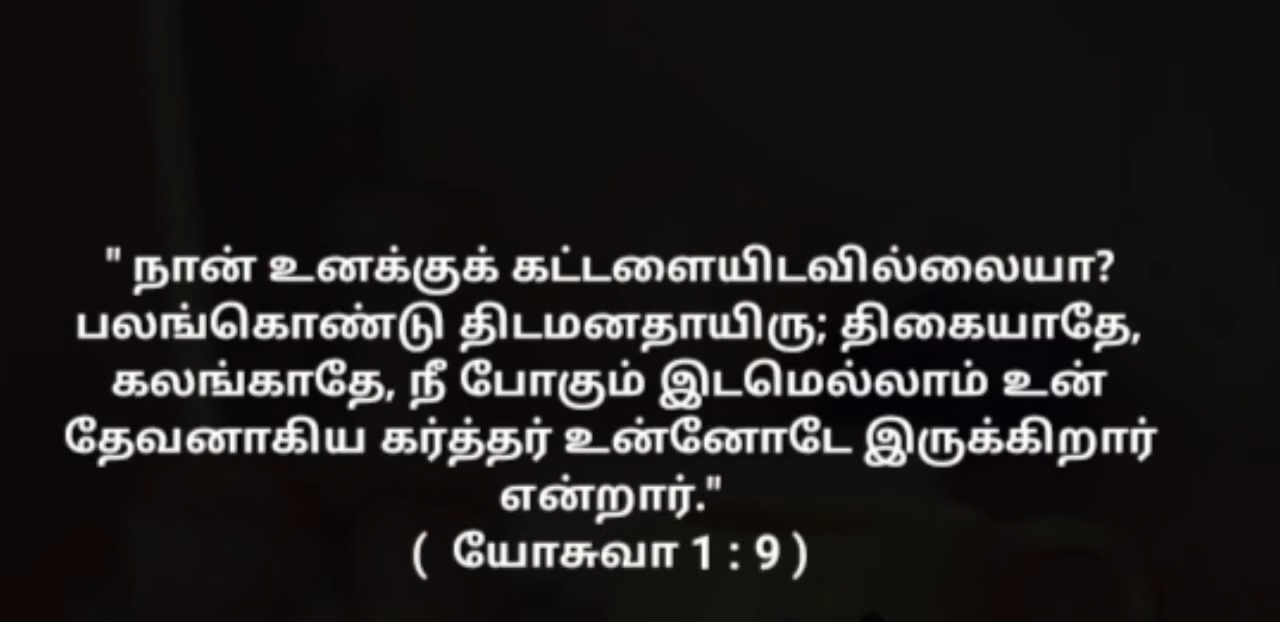 " நான் உனக்குக் கட்டளையிடவில்லையா?
பலங்கொண்டு திடமனதாயிரு; திகையாதே,
கலங்காதே, நீ போகும் இடமெல்லாம் உன்
தேவனாகிய கர்த்தர் உன்னோடே இருக்கிறார்
என்றார்."
( யோசுவா 1 : 9 )